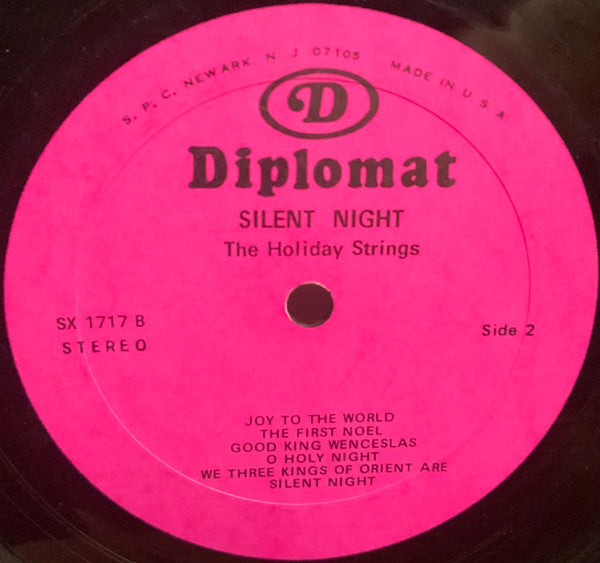 S. P. C. NEWARK, N. J 07105 MADE IN U S A
D
Diplomat
SILENT NIGHT
The Holiday Strings
SX 1717 B
STEREO
Side 2
JOY TO THE WORLD
THE FIRST NOEL
GOOD KING WENCESLAS
O HOLY NIGHT
WE THREE KINGS OF ORIENT ARE
SILENT NIGHT